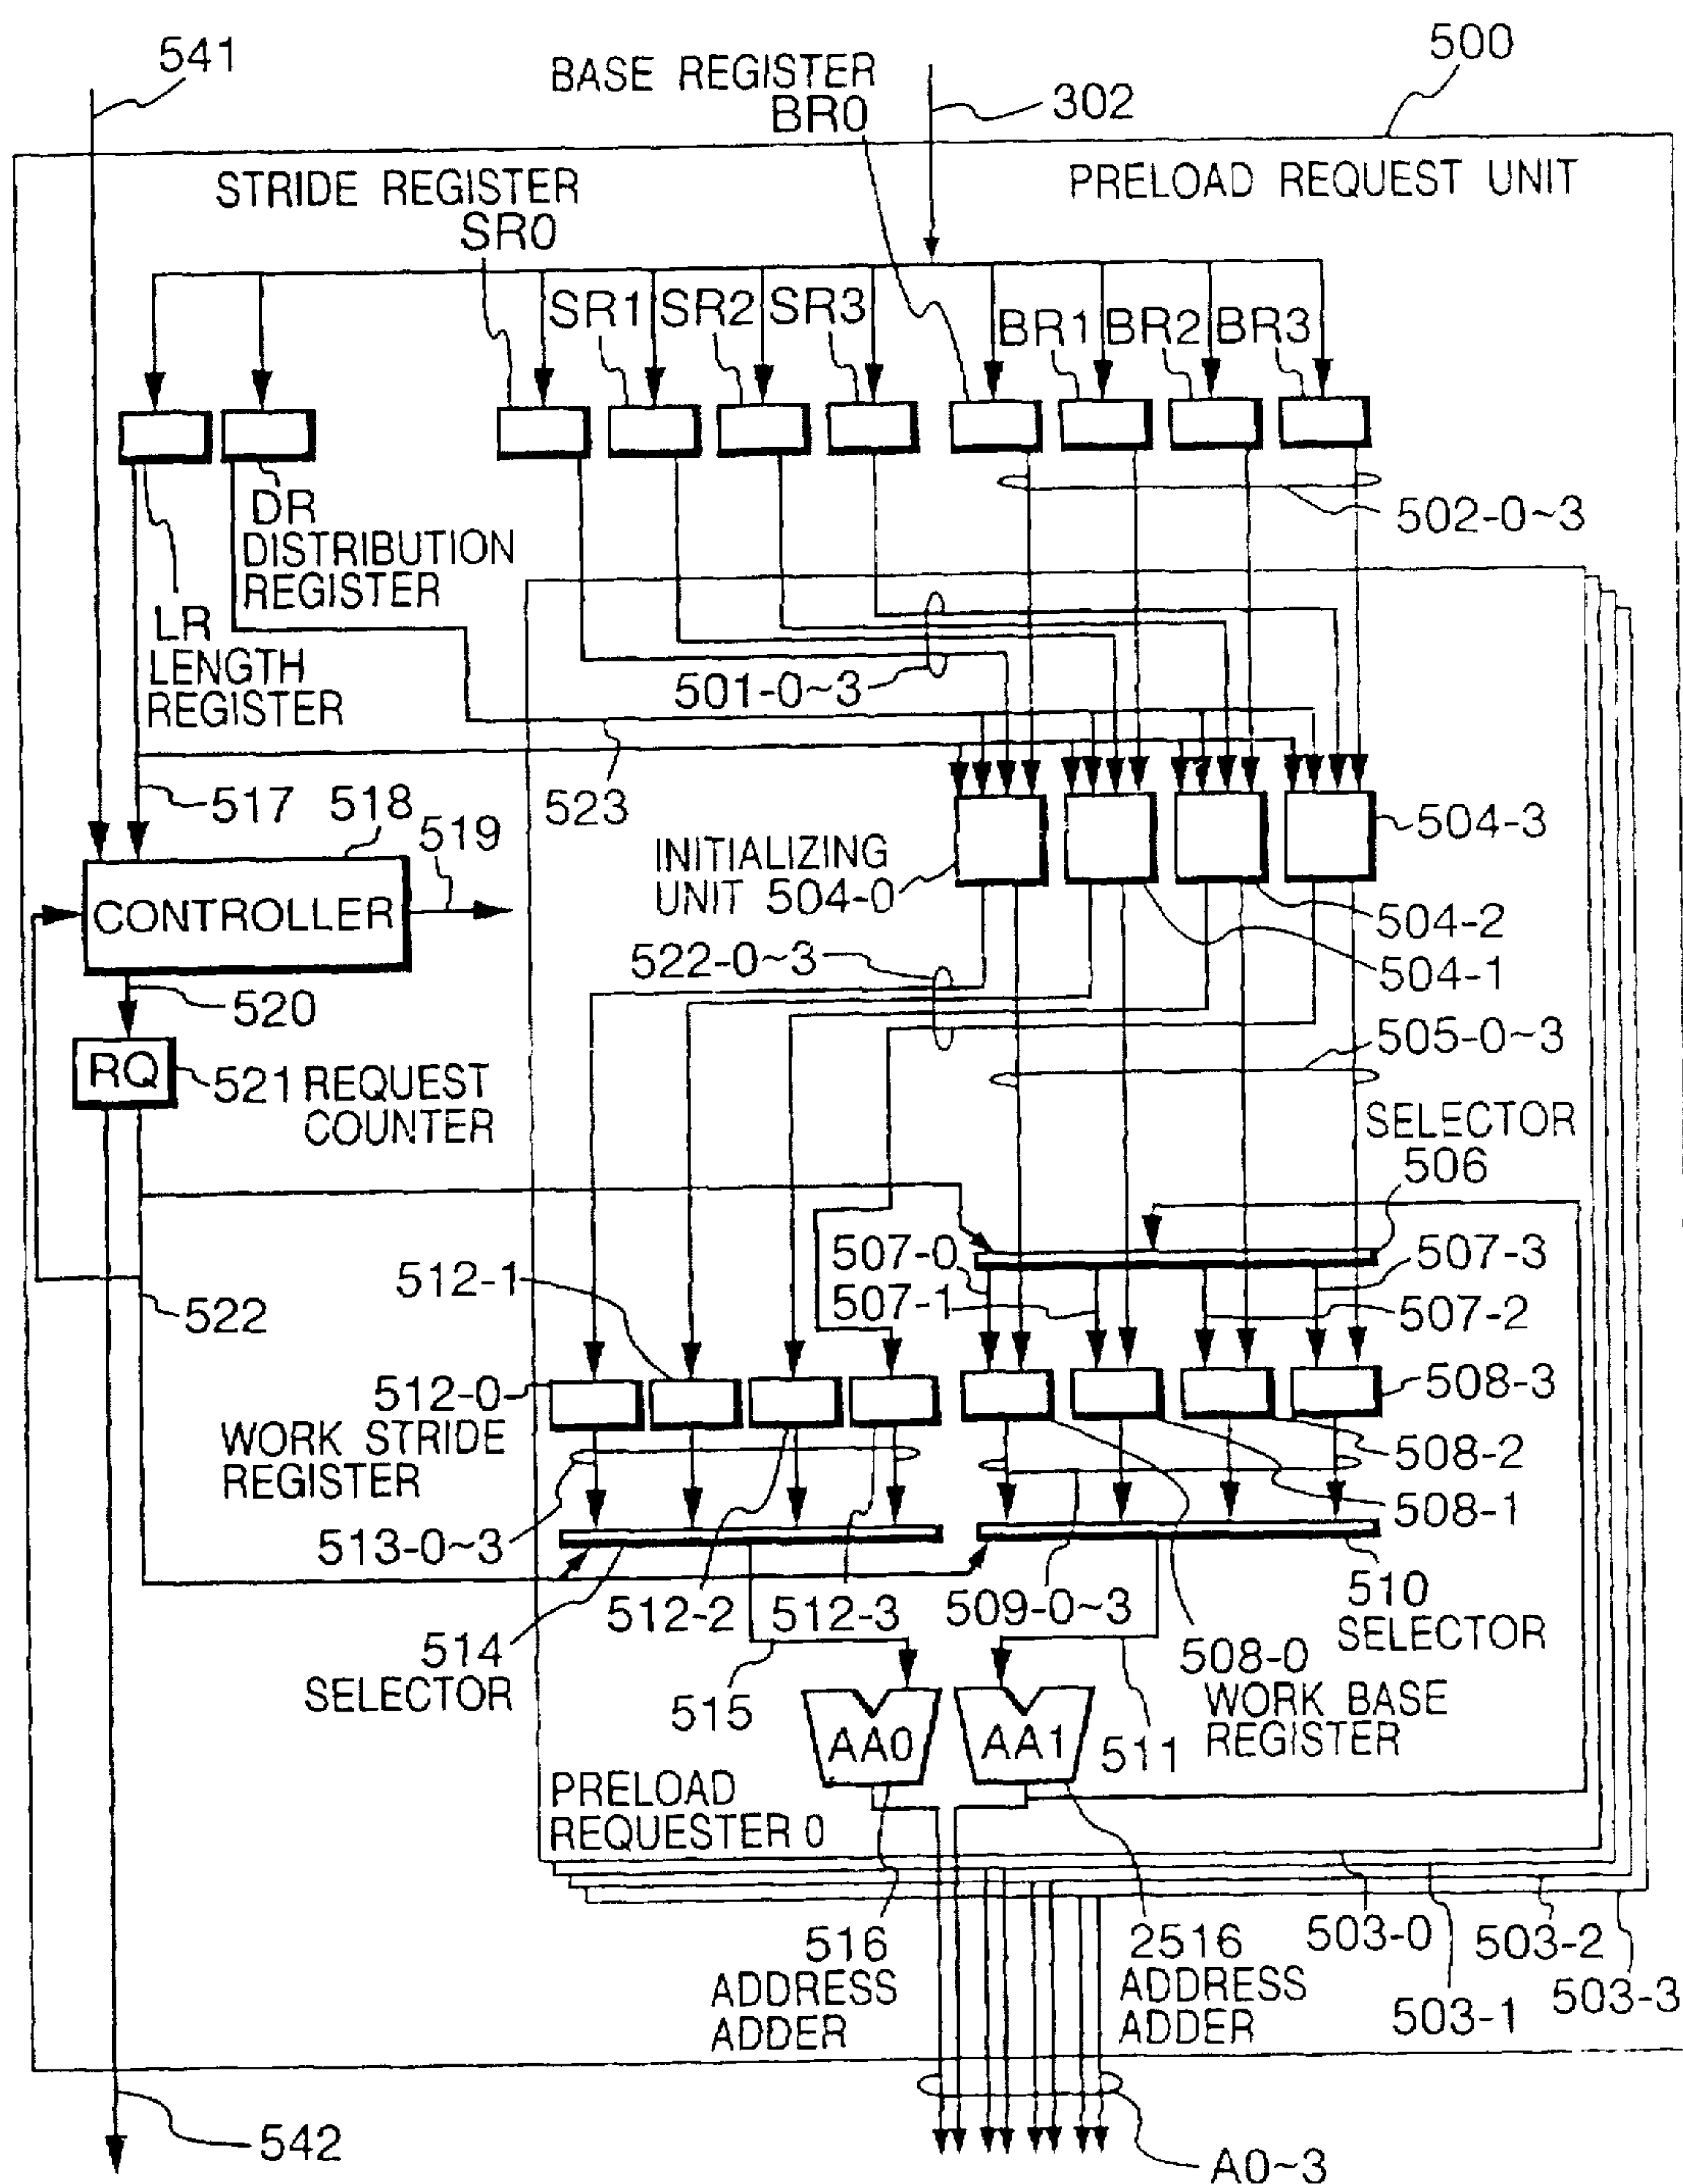 541
500
BASE REGISTER
BR0
302
STRIDE REGISTER
SR0
PRELOAD REQUEST UNIT
SR1
SR2
SR3
BR1
BR2
BR3
DR
DISTRIBUTION
REGISTER
502-0~3
LR
LENGTH
REGISTER
501-0~3
517
518
519
523
INITIALIZING
UNIT 504-0
504-3
CONTROLLER
504-2
522-0~3
504-1
520
505-0~3
RQ
521 REQUEST
COUNTER
SELECTOR
506
507-0
507-3
512-1
507-1
507-2
522
512-0
508-3
WORK STRIDE
REGISTER
508-2
508-1
513-0~3
512-2
512-3
509-0~3
510
SELECTOR
514
SELECTOR
515
508-0
WORK BASE
REGISTER
511
AA0
AA1
PRELOAD
REQUESTER 0
516
ADDRESS
ADDER
2516
ADDRESS
ADDER
503-0
503-2
503-1
503-3
542
A0~3